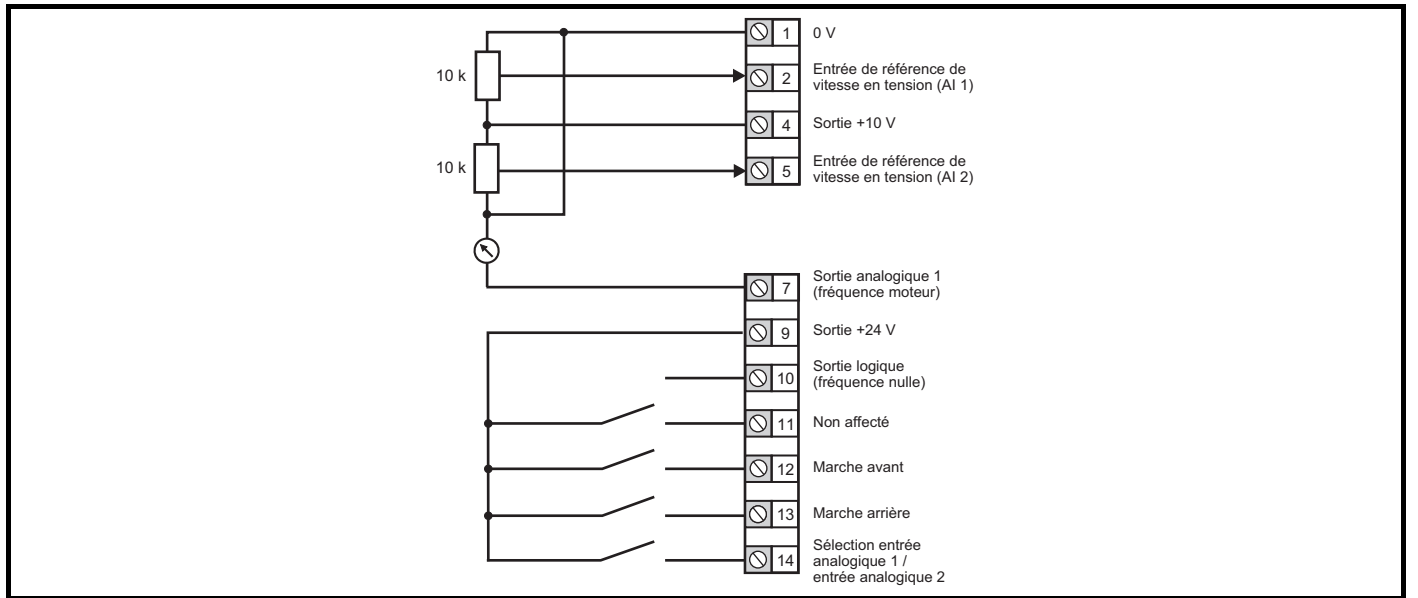 1 0 V
10 k
2 Entrée de référence de
vitesse en tension (AI 1)
4 Sortie +10 V
10 k
5 Entrée de référence de
vitesse en tension (AI 2)
7 Sortie analogique 1
(fréquence moteur)
9 Sortie +24 V
10 Sortie logique
(fréquence nulle)
11 Non affecté
12 Marche avant
13 Marche arrière
14 Sélection entrée
analogique 1 /
entrée analogique 2